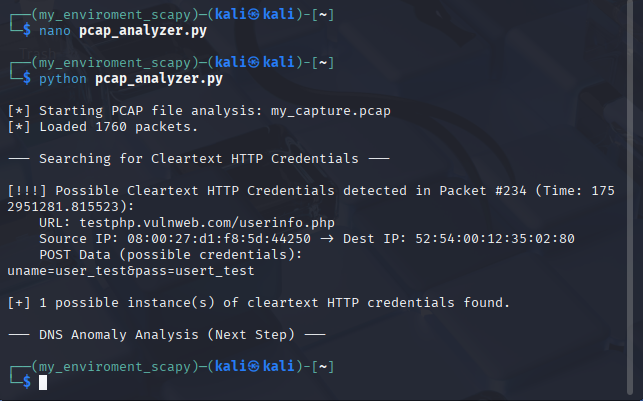 ┌──(my_enviroment_scapy)─(kali㉿kali)-[~]
└─$ nano pcap_analyzer.py
┌──(my_enviroment_scapy)─(kali㉿kali)-[~]
└─$ python pcap_analyzer.py
[*] Starting PCAP file analysis: my_capture.pcap
[*] Loaded 1760 packets.
--- Searching for Cleartext HTTP Credentials ---
[!!!] Possible Cleartext HTTP Credentials detected in Packet #234 (Time: 175
2951281.815523):
URL: testphp.vulnweb.com/userinfo.php
Source IP: 08:00:27:d1:f8:5d:44250 -> Dest IP: 52:54:00:12:35:02:80
POST Data (possible credentials):
uname=user_test&pass=usert_test
[+] 1 possible instance(s) of cleartext HTTP credentials found.
--- DNS Anomaly Analysis (Next Step) ---
┌──(my_enviroment_scapy)─(kali㉿kali)-[~]
└─$